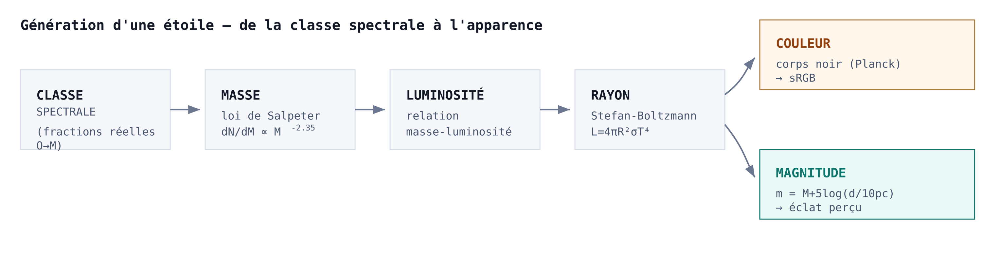 Génération d'une étoile — de la classe spectrale à l'apparence
CLASSE
SPECTRALE
(fractions réelles
O→M)
MASSE
loi de Salpeter
dN/dM ∝ M -2.35
LUMINOSITÉ
relation
masse-luminosité
RAYON
Stefan-Boltzmann
L=4πR²σT⁴
COULEUR
corps noir (Planck)
→ sRGB
MAGNITUDE
m = M+5log(d/10pc)
→ éclat perçu